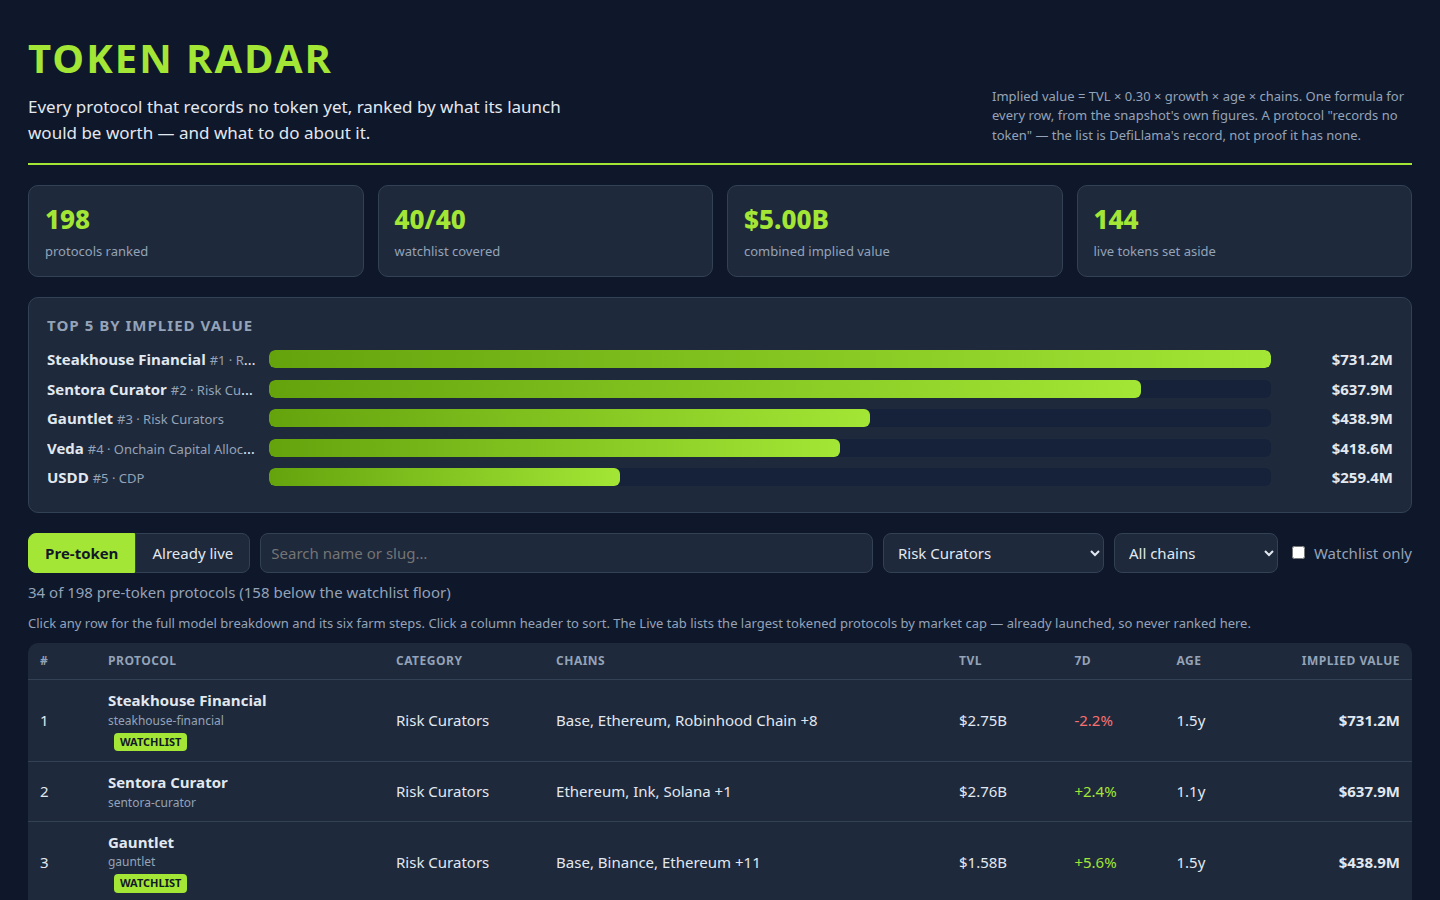 TOKEN RADAR
Every protocol that records no token yet, ranked by what its launch
would be worth — and what to do about it.
Implied value = TVL × 0.30 × growth × age × chains. One formula for
every row, from the snapshot's own figures. A protocol "records no
token" — the list is DefiLlama's record, not proof it has none.
198
protocols ranked
40/40
watchlist covered
$5.00B
combined implied value
144
live tokens set aside
TOP 5 BY IMPLIED VALUE
Steakhouse Financial #1 · R... $731.2M
Sentora Curator #2 · Risk Cu... $637.9M
Gauntlet #3 · Risk Curators $438.9M
Veda #4 · Onchain Capital Alloc... $418.6M
USDD #5 · CDP $259.4M
Pre-token Already live Search name or slug... Risk Curators All chains Watchlist only
34 of 198 pre-token protocols (158 below the watchlist floor)
Click any row for the full model breakdown and its six farm steps. Click a column header to sort. The Live tab lists the largest tokened protocols by market cap — already launched, so never ranked here.
# PROTOCOL CATEGORY CHAINS TVL 7D AGE IMPLIED VALUE
Steakhouse Financial
steakhouse-financial
1 Risk Curators Base, Ethereum, Robinhood Chain +8 $2.75B -2.2% 1.5y $731.2M
WATCHLIST
Sentora Curator
2 Risk Curators Ethereum, Ink, Solana +1 $2.76B +2.4% 1.1y $637.9M
sentora-curator
Gauntlet
gauntlet
3 Risk Curators Base, Binance, Ethereum +11 $1.58B +5.6% 1.5y $438.9M
WATCHLIST